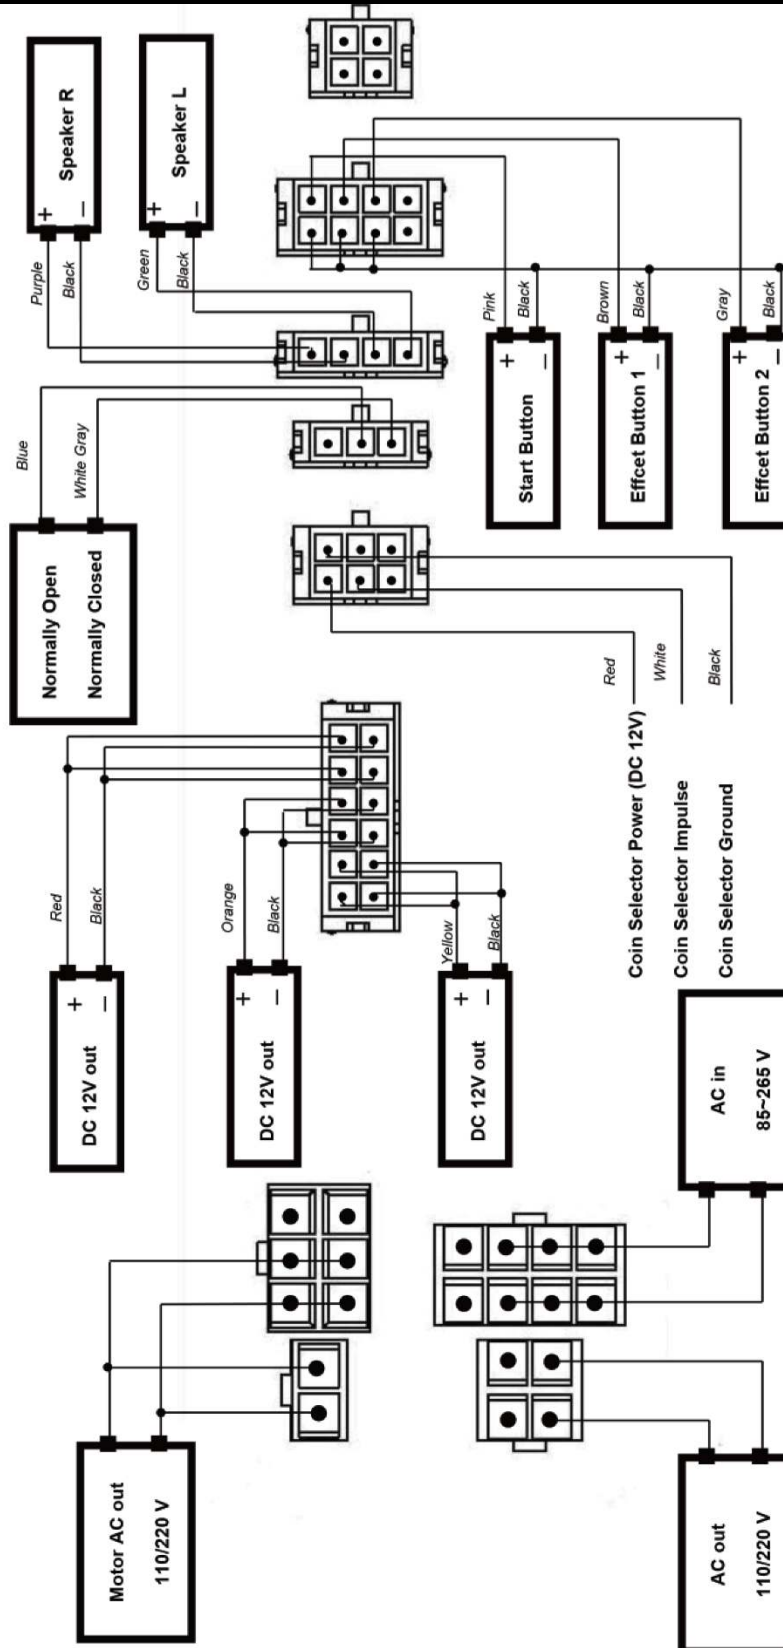 Motor AC out
110/220 V
DC 12V out
+
−
Red
Black
Normally Open
Normally Closed
Blue
White Gray
Speaker R
+
−
Purple
Black
Speaker L
+
−
Green
Black
DC 12V out
+
−
Orange
Black
DC 12V out
+
−
Yellow
Black
Start Button
+
−
Pink
Black
Effcet Button 1
+
−
Brown
Black
Effcet Button 2
+
−
Gray
Black
Coin Selector Power (DC 12V)
Red
Coin Selector Impulse
White
Coin Selector Ground
Black
AC out
110/220 V
AC in
85~265 V